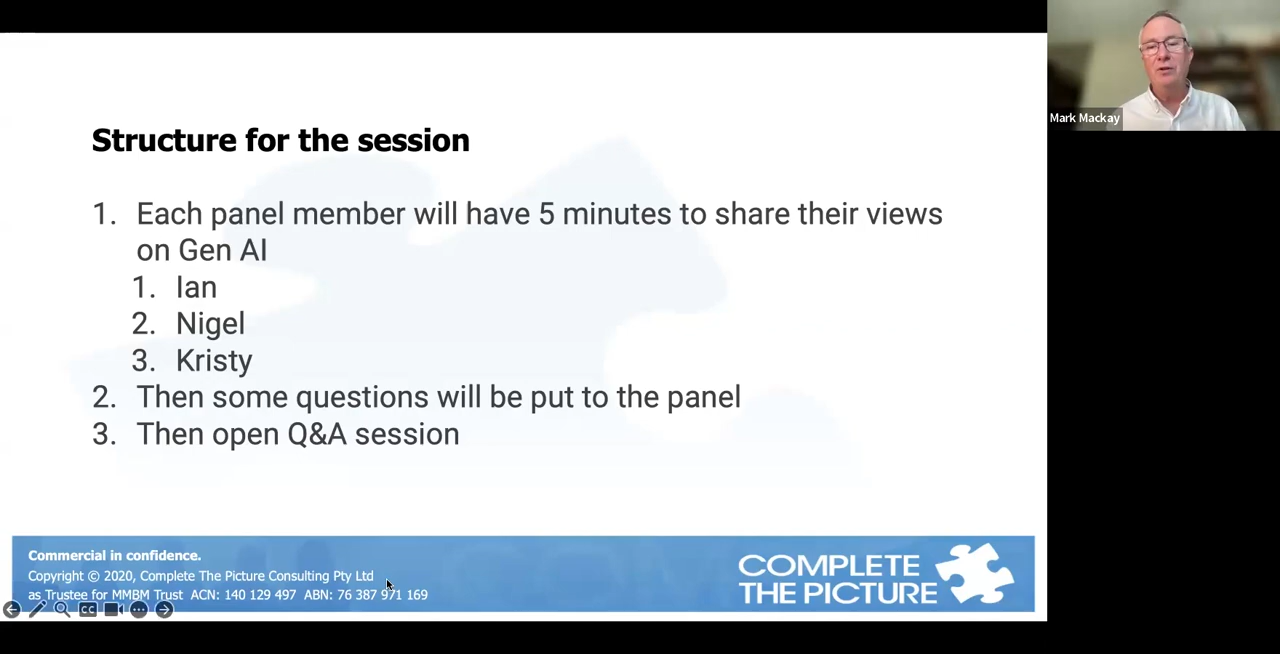 Structure for the session
1. Each panel member will have 5 minutes to share their views
on Gen AI
1. Ian
2. Nigel
3. Kristy
2. Then some questions will be put to the panel
3. Then open Q&A session
Commercial in confidence.
Copyright © 2020, Complete The Picture Consulting Pty Ltd
as Trustee for MMBM Trust ACN: 140 129 497 ABN: 76 387 971 169
COMPLETE
THE PICTURE
CC
Mark Mackay